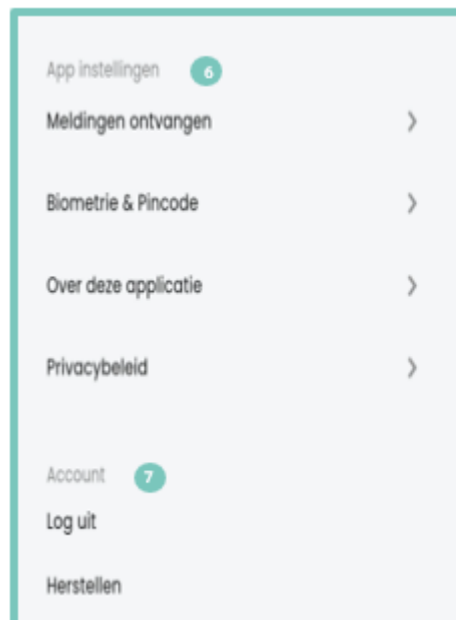 App instellingen 6
Meldingen ontvangen
Biometrie & Pincode
Over deze applicatie
Privacybeleid
Account 7
Log uit
Herstellen